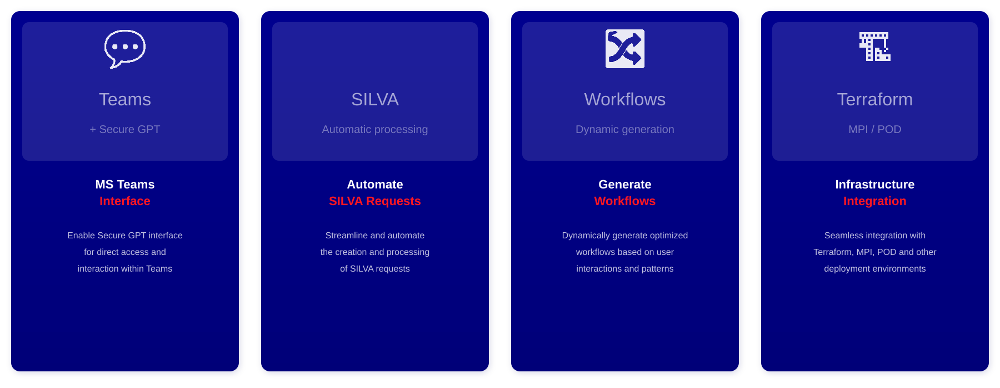 Teams
+ Secure GPT
MS Teams
Interface
Enable Secure GPT interface
for direct access and
interaction within Teams
SILVA
Automatic processing
Automate
SILVA Requests
Streamline and automate
the creation and processing
of SILVA requests
Workflows
Dynamic generation
Generate
Workflows
Dynamically generate optimized
workflows based on user
interactions and patterns
Terraform
MPI / POD
Infrastructure
Integration
Seamless integration with
Terraform, MPI, POD and other
deployment environments